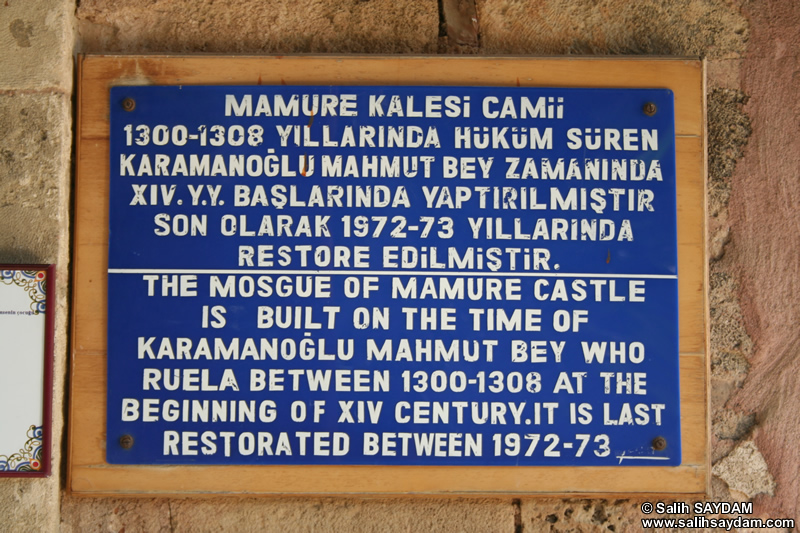 MAMURE KALESİ CAMİİ
1300-1308 YILLARINDA HÜKÜM SÜREN
KARAMANOĞLU MAHMUT BEY ZAMANINDA
XIV.Y.Y. BAŞLARINDA YAPTIRILMIŞTIR
SON OLARAK 1972-73 YILLARINDA
RESTORE EDİLMİŞTİR.
THE MOSGUE OF MAMURE CASTLE
IS BUILT ON THE TIME OF
KARAMANOĞLU MAHMUT BEY WHO
RUELA BETWEEN 1300-1308 AT THE
BEGINNING OF XIV CENTURY.IT IS LAST
RESTORATED BETWEEN 1972-73
© Salih SAYDAM
www.salihsaydam.com